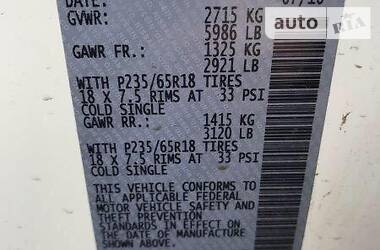 DATE: 07/16
GVWR: 2715 KG
5986 LB
GAWR FR.: 1325 KG
2921 LB
WITH P235/65R18 TIRES
18 X 7.5 RIMS AT 33 PSI
COLD SINGLE
GAWR RR.: 1415 KG
3120 LB
WITH P235/65R18 TIRES
18 X 7.5 RIMS AT 33 PSI
COLD SINGLE
THIS VEHICLE CONFORMS TO
ALL APPLICABLE FEDERAL
MOTOR VEHICLE SAFETY AND
THEFT PREVENTION
STANDARDS IN EFFECT ON
THE DATE OF MANUFACTURE
SHOWN ABOVE.
auto RIA